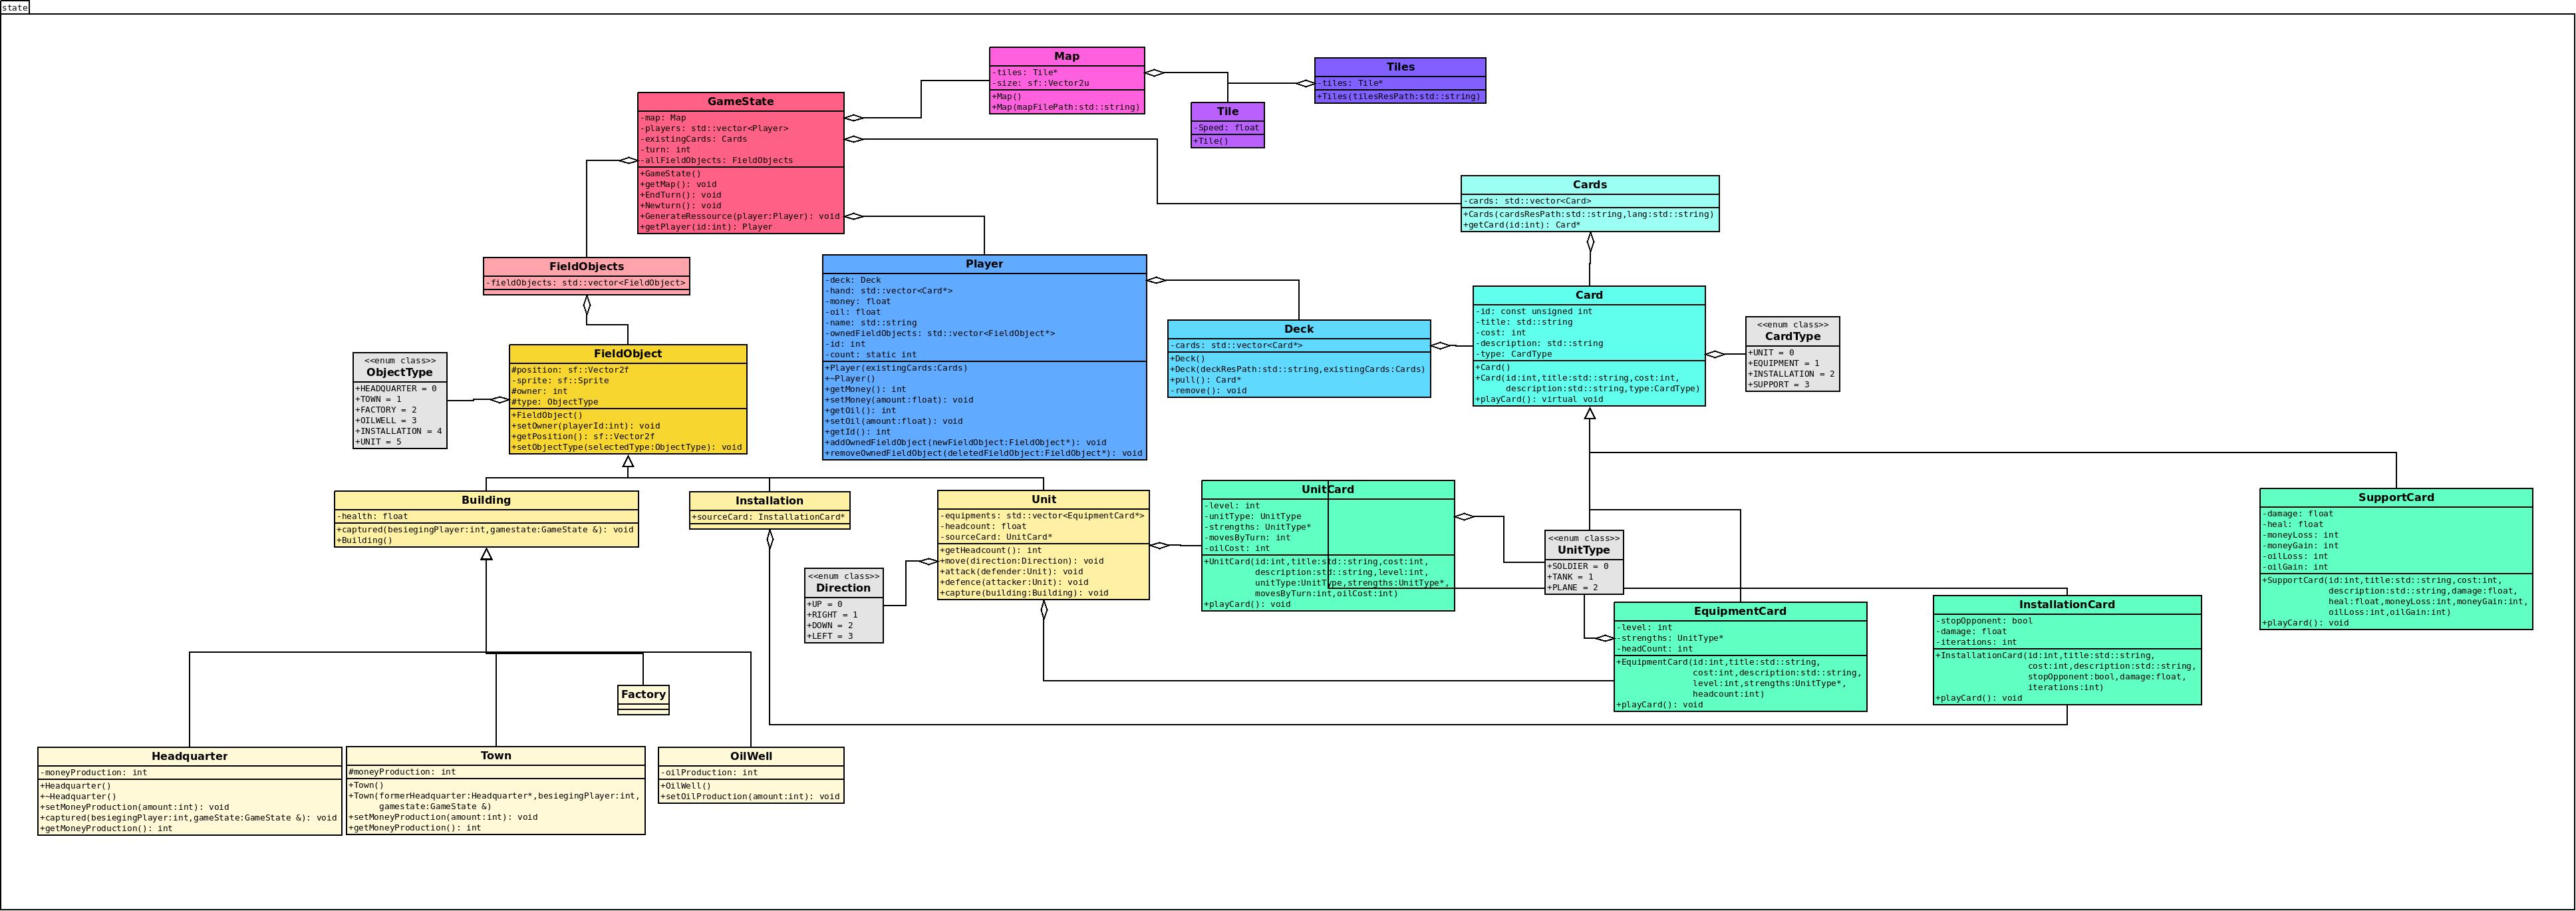 state
Map
-tiles: Tile*
-size: sf::Vector2u
+Map()
+Map(mapFilePath:std::string)
Tiles
-tiles: Tile*
+Tiles(tilesResPath:std::string)
Tile
-Speed: float
+Tile()
GameState
-map: Map
-players: std::vector<Player>
-existingCards: Cards
-turn: int
-allFieldObjects: FieldObjects
+GameState()
+getMap(): void
+EndTurn(): void
+Newturn(): void
+GenerateRessource(player:Player): void
+getPlayer(id:int): Player
Cards
-cards: std::vector<Card>
+Cards(cardsResPath:std::string,lang:std::string)
+getCard(id:int): Card*
FieldObjects
-fieldObjects: std::vector<FieldObject>
Player
-deck: Deck
-hand: std::vector<Card*>
-money: float
-oil: float
-name: std::string
-ownedFieldObjects: std::vector<FieldObject*>
-id: int
-count: static int
+Player(existingCards:Cards)
+~Player()
+getMoney(): int
+setMoney(amount:float): void
+getOil(): int
+setOil(amount:float): void
+getId(): int
+addOwnedFieldObject(newFieldObject:FieldObject*): void
+removeOwnedFieldObject(deletedFieldObject:FieldObject*): void
Deck
-cards: std::vector<Card*>
+Deck()
+Deck(deckResPath:std::string,existingCards:Cards)
+pull(): Card*
-remove(): void
Card
-id: const unsigned int
-title: std::string
-cost: int
-description: std::string
-type: CardType
+Card()
+Card(id:int,title:std::string,cost:int,
description:std::string,type:CardType)
+playCard(): virtual void
<<enum class>>
CardType
+UNIT = 0
+EQUIPMENT = 1
+INSTALLATION = 2
+SUPPORT = 3
<<enum class>>
ObjectType
+HEADQUARTER = 0
+TOWN = 1
+FACTORY = 2
+OILWELL = 3
+INSTALLATION = 4
+UNIT = 5
FieldObject
#position: sf::Vector2f
-sprite: sf::Sprite
#owner: int
#type: ObjectType
+FieldObject()
+setOwner(playerId:int): void
+getPosition(): sf::Vector2f
+setObjectType(selectedType:ObjectType): void
Building
-health: float
+captured(besiegingPlayer:int,gamestate:GameState &): void
+Building()
Installation
+sourceCard: InstallationCard*
Unit
-equipments: std::vector<EquipmentCard*>
-headcount: float
-sourceCard: UnitCard*
+getHeadcount(): int
+move(direction:Direction): void
+attack(defender:Unit): void
+defence(attacker:Unit): void
+capture(building:Building): void
<<enum class>>
Direction
+UP = 0
+RIGHT = 1
+DOWN = 2
+LEFT = 3
UnitCard
-level: int
-unitType: UnitType
-strengths: UnitType*
-movesByTurn: int
-oilCost: int
+UnitCard(id:int,title:std::string,cost:int,
description:std::string,level:int,
unitType:UnitType,strengths:UnitType*,
movesByTurn:int,oilCost:int)
+playCard(): void
<<enum class>>
UnitType
+SOLDIER = 0
+TANK = 1
+PLANE = 2
EquipmentCard
-level: int
-strengths: UnitType*
-headCount: int
+EquipmentCard(id:int,title:std::string,
cost:int,description:std::string,
level:int,strengths:UnitType*,
headcount:int)
+playCard(): void
InstallationCard
-stopOpponent: bool
-damage: float
-iterations: int
+InstallationCard(id:int,title:std::string,
cost:int,description:std::string,
stopOpponent:bool,damage:float,
iterations:int)
+playCard(): void
SupportCard
-damage: float
-heal: float
-moneyLoss: int
-moneyGain: int
-oilLoss: int
-oilGain: int
+SupportCard(id:int,title:std::string,cost:int,
description:std::string,damage:float,
heal:float,moneyLoss:int,moneyGain:int,
oilLoss:int,oilGain:int)
+playCard(): void
Factory
Headquarter
-moneyProduction: int
+Headquarter()
+~Headquarter()
+setMoneyProduction(amount:int): void
+captured(besiegingPlayer:int,gameState:GameState &): void
+getMoneyProduction(): int
Town
#moneyProduction: int
+Town()
+Town(formerHeadquarter:Headquarter*,besiegingPlayer:int,
gamestate:GameState &)
+setMoneyProduction(amount:int): void
+getMoneyProduction(): int
OilWell
-oilProduction: int
+OilWell()
+setOilProduction(amount:int): void